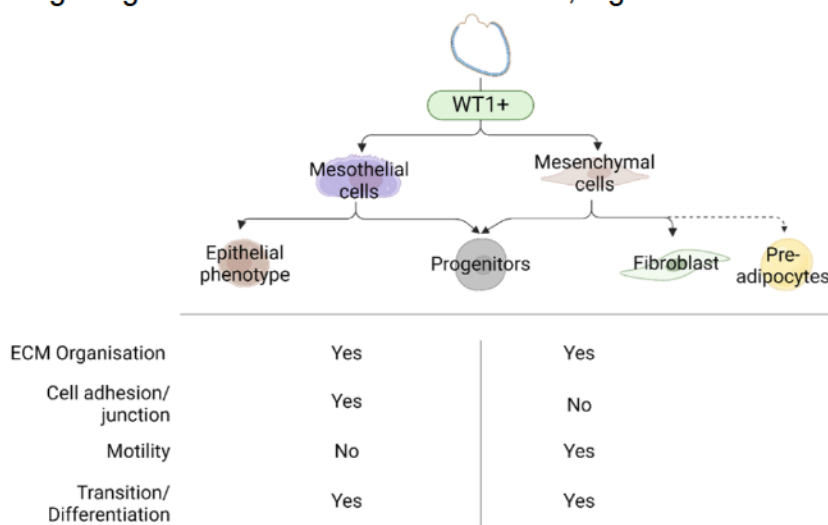 WT1+
Mesothelial
cells
Mesenchymal
cells
Epithelial
phenotype
Progenitors
Fibroblast
Pre-
adipocytes
ECM Organisation Yes Yes
Cell adhesion/
junction Yes No
Motility No Yes
Transition/
Differentiation Yes Yes